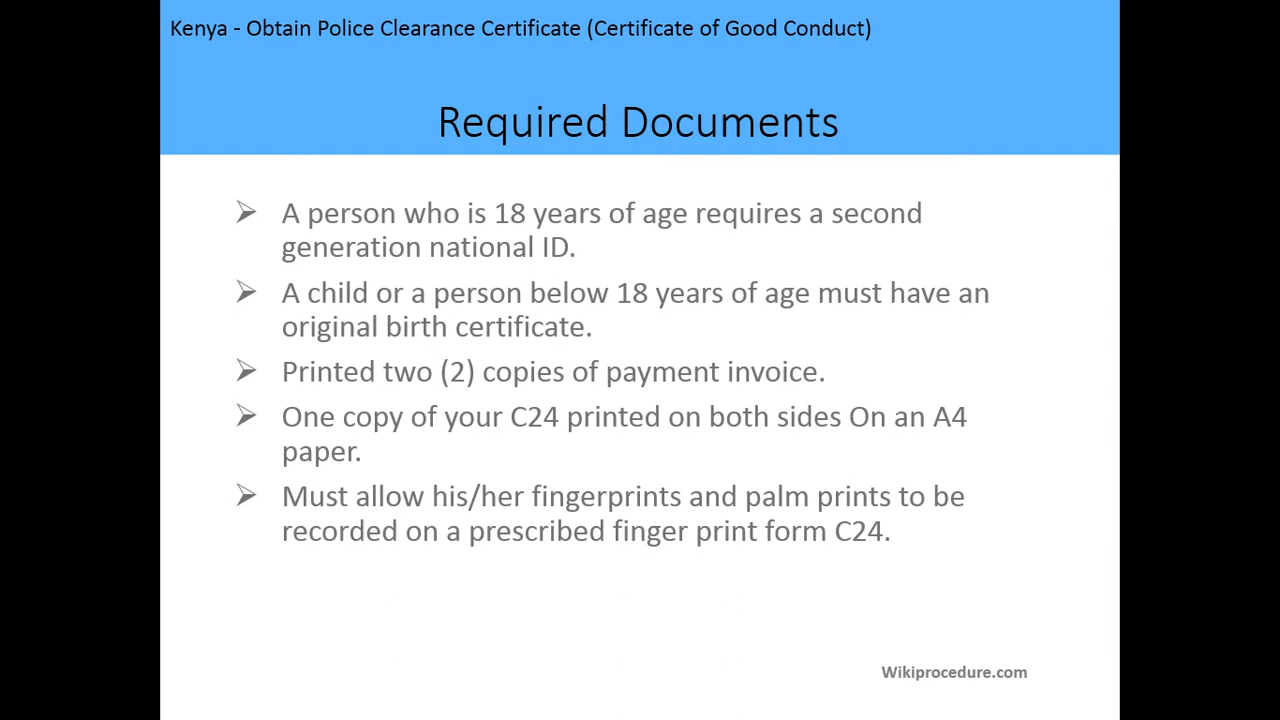 Kenya - Obtain Police Clearance Certificate (Certificate of Good Conduct)
Required Documents
➢ A person who is 18 years of age requires a second
generation national ID.
➢ A child or a person below 18 years of age must have an
original birth certificate.
➢ Printed two (2) copies of payment invoice.
➢ One copy of your C24 printed on both sides On an A4
paper.
➢ Must allow his/her fingerprints and palm prints to be
recorded on a prescribed finger print form C24.
Wikiprocedure.com